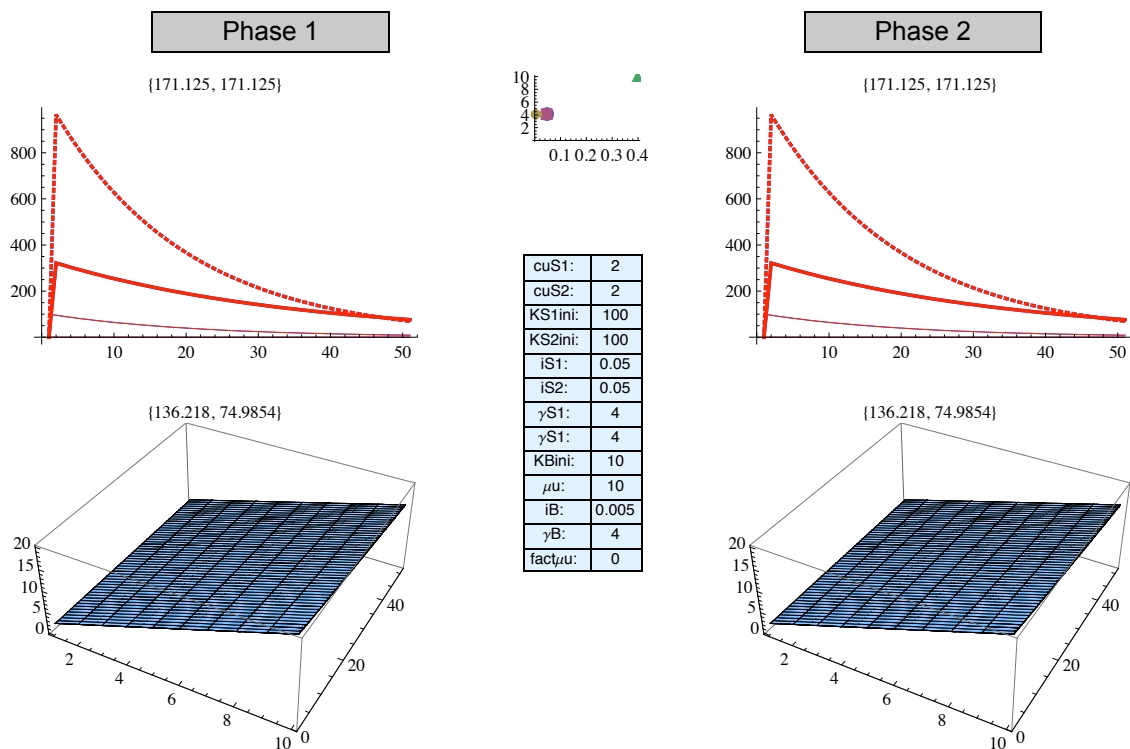 Phase 1
Phase 2
{171.125, 171.125}
{171.125, 171.125}
10
8
6
4
2
0.1 0.2 0.3 0.4
800
600
400
200
10 20 30 40 50
800
600
400
200
10 20 30 40 50
cuS1: 2
cuS2: 2
KS1ini: 100
KS2ini: 100
iS1: 0.05
iS2: 0.05
γS1: 4
γS1: 4
KBini: 10
μu: 10
iB: 0.005
γB: 4
factμu: 0
{136.218, 74.9854}
20
15
10
5
0
2
4
6
8
10
0
20
40
{136.218, 74.9854}
20
15
10
5
0
2
4
6
8
10
0
20
40